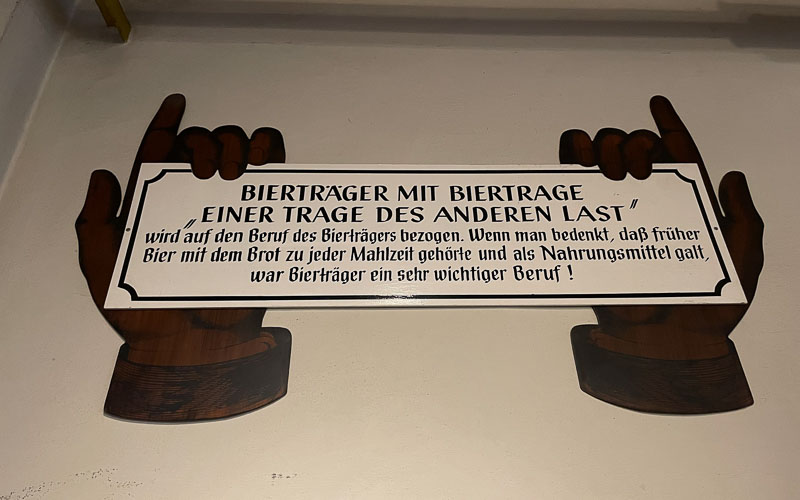 BIERTRÄGER MIT BIERTRAGE
„EINER TRAGE DES ANDEREN LAST"
wird auf den Beruf des Bierträgers bezogen. Wenn man bedenkt, daß früher
Bier mit dem Brot zu jeder Mahlzeit gehörte und als Nahrungsmittel galt,
war Bierträger ein sehr wichtiger Beruf !